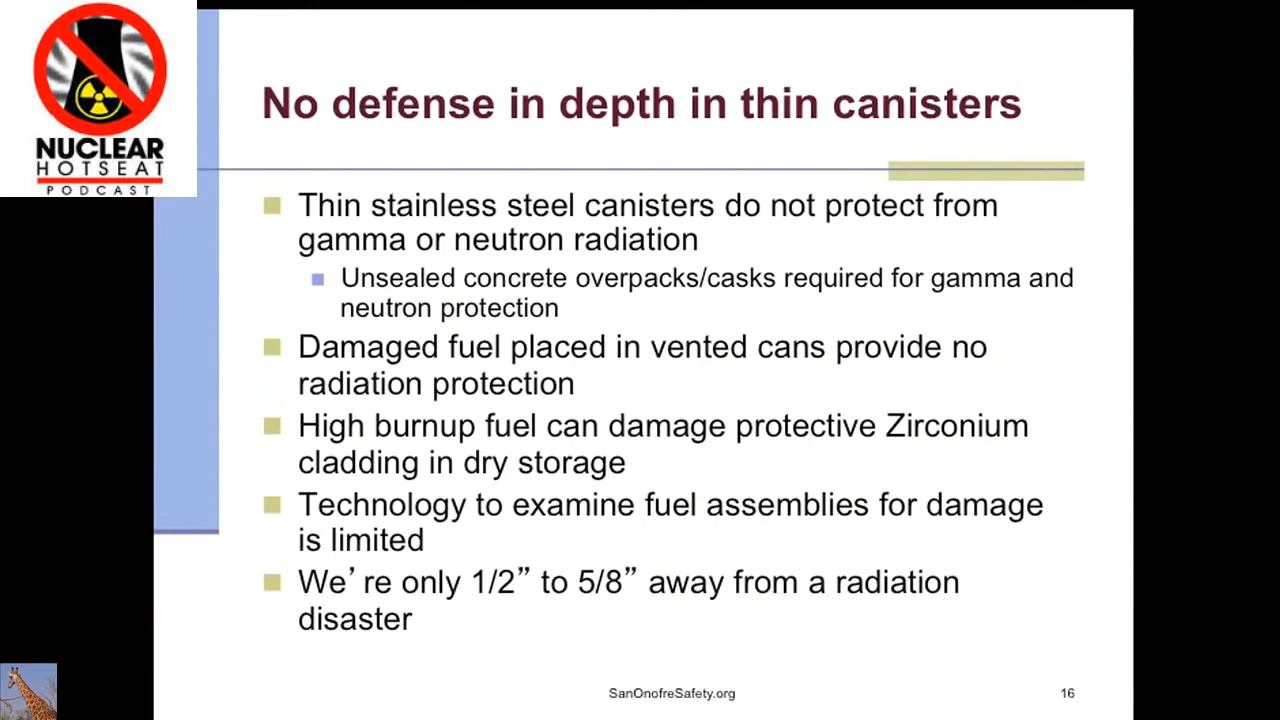 NUCLEAR
HOTSEAT
PODCAST
No defense in depth in thin canisters
Thin stainless steel canisters do not protect from
gamma or neutron radiation
Unsealed concrete overpacks/casks required for gamma and
neutron protection
Damaged fuel placed in vented cans provide no
radiation protection
High burnup fuel can damage protective Zirconium
cladding in dry storage
Technology to examine fuel assemblies for damage
is limited
We’re only 1/2” to 5/8” away from a radiation
disaster
SanOnofreSafety.org
16